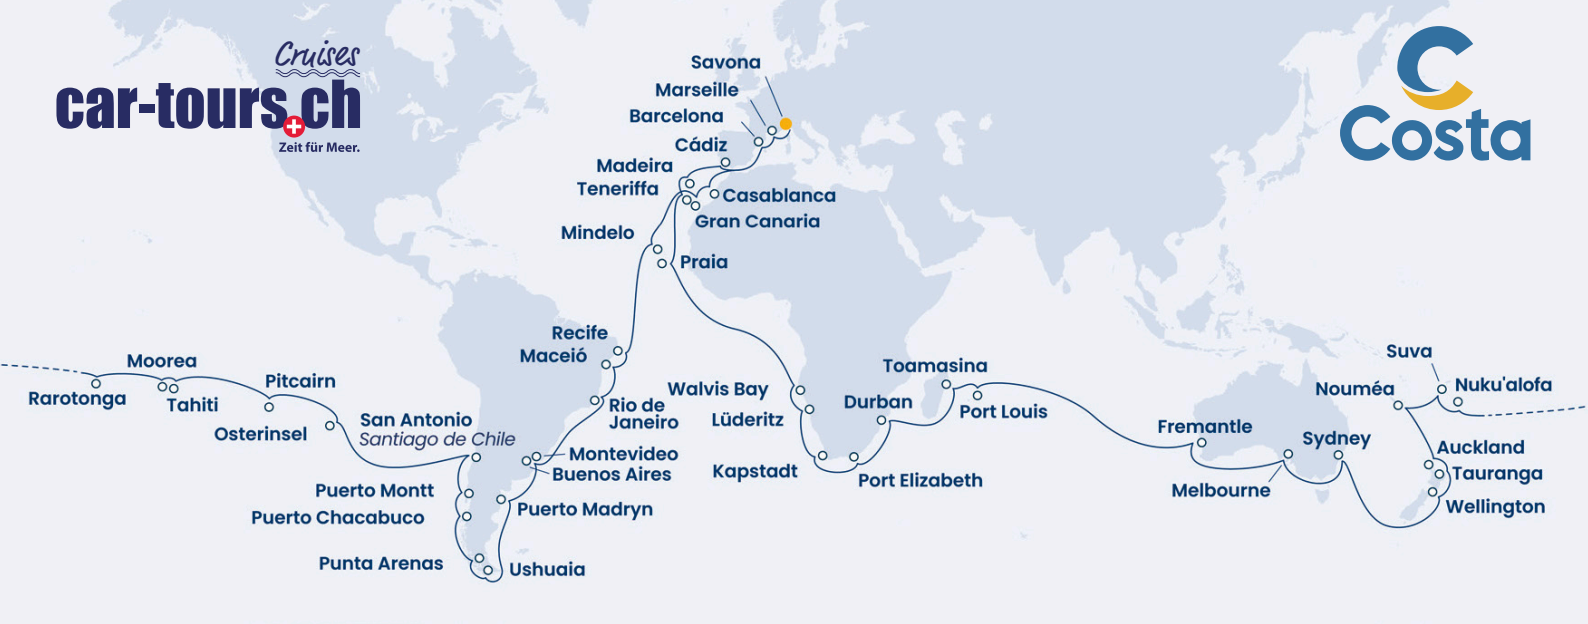 Cruises
car-tours.ch
Zeit für Meer.
Costa
Savona
Marseille
Barcelona
Cádiz
Madeira
Teneriffa
Casablanca
Gran Canaria
Mindelo
Praia
Recife
Maceió
Rio de
Janeiro
Montevideo
Buenos Aires
Puerto Madryn
Ushuaia
Punta Arenas
Puerto Chacabuco
Puerto Montt
San Antonio
Santiago de Chile
Osterinsel
Pitcairn
Tahiti
Moorea
Rarotonga
Walvis Bay
Lüderitz
Kapstadt
Port Elizabeth
Durban
Toamasina
Port Louis
Fremantle
Melbourne
Sydney
Wellington
Tauranga
Auckland
Nouméa
Suva
Nuku'alofa